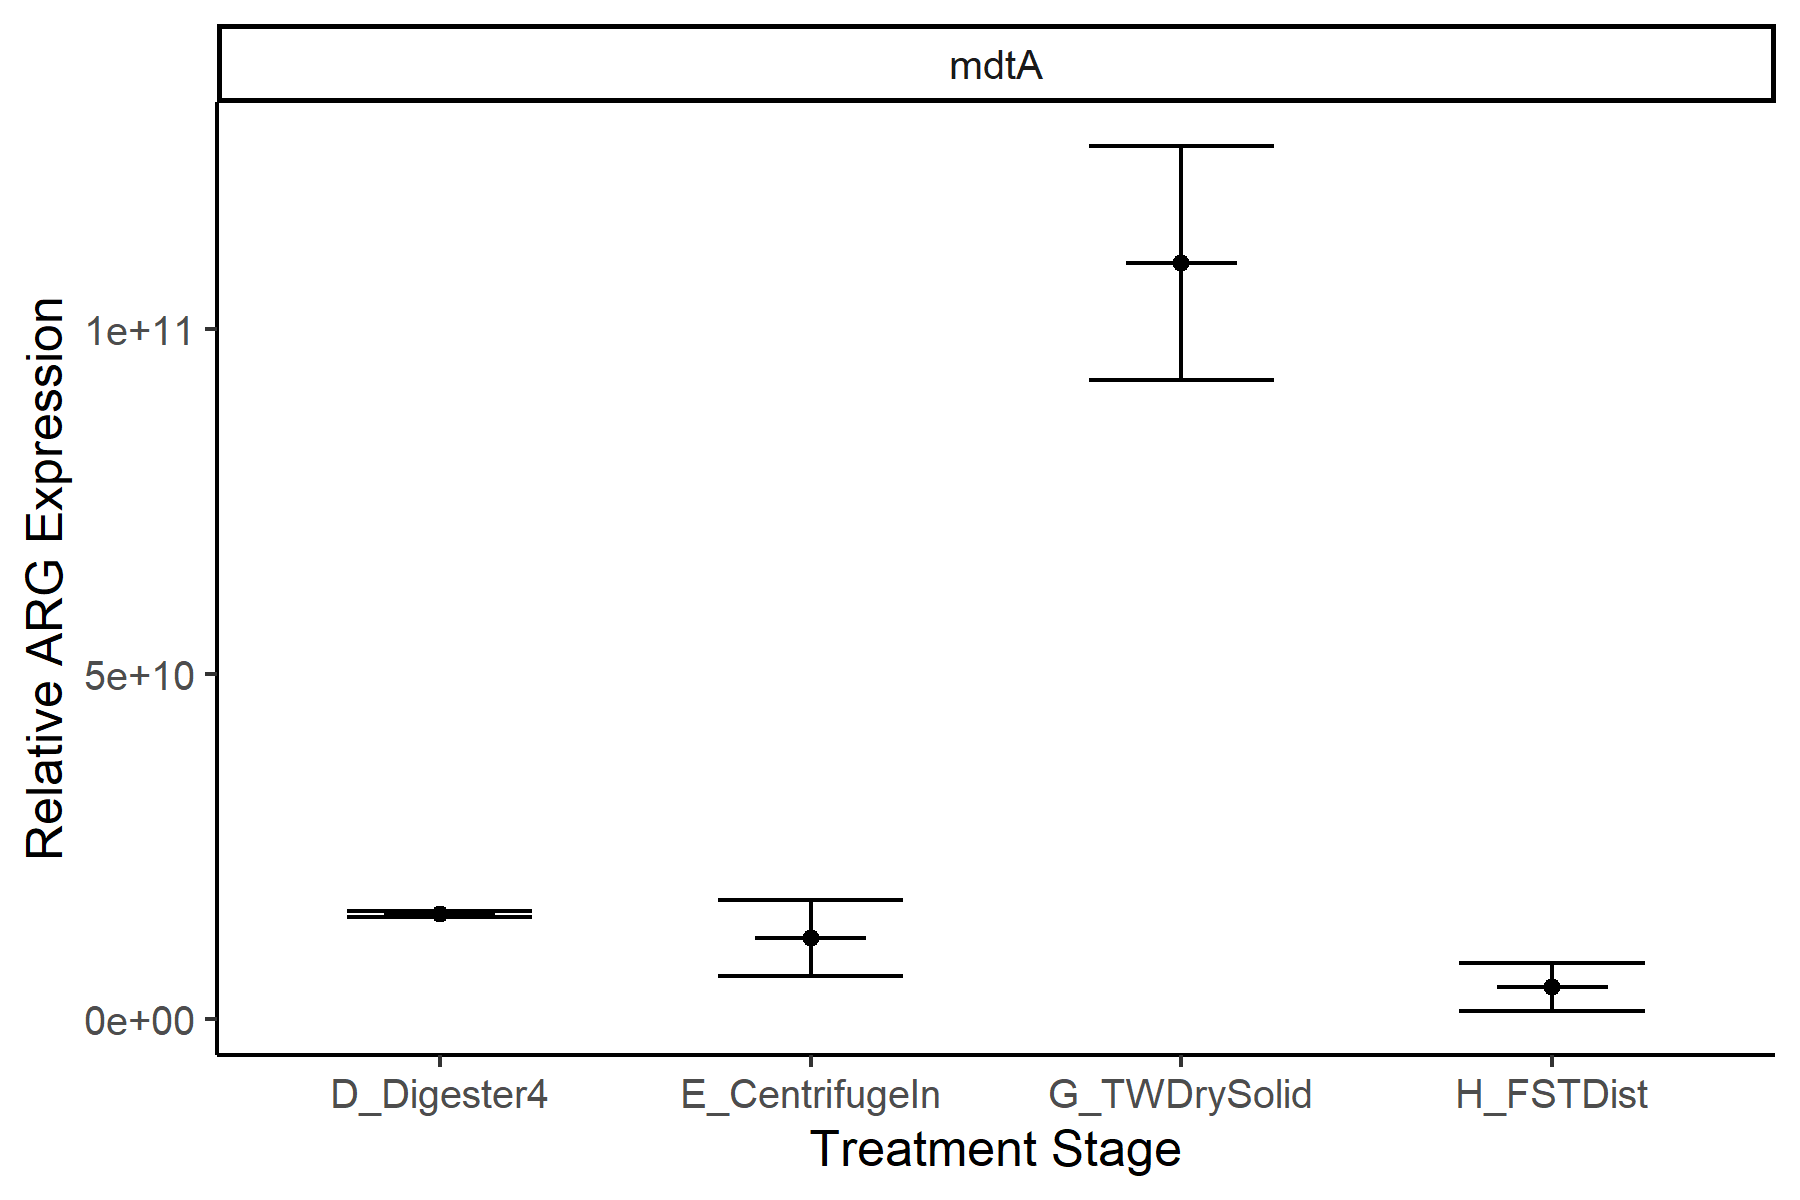 mdtA
Relative ARG Expression
1e+11
5e+10
0e+00
D_Digester4 E_CentrifugeIn G_TWDrySolid H_FSTDist
Treatment Stage